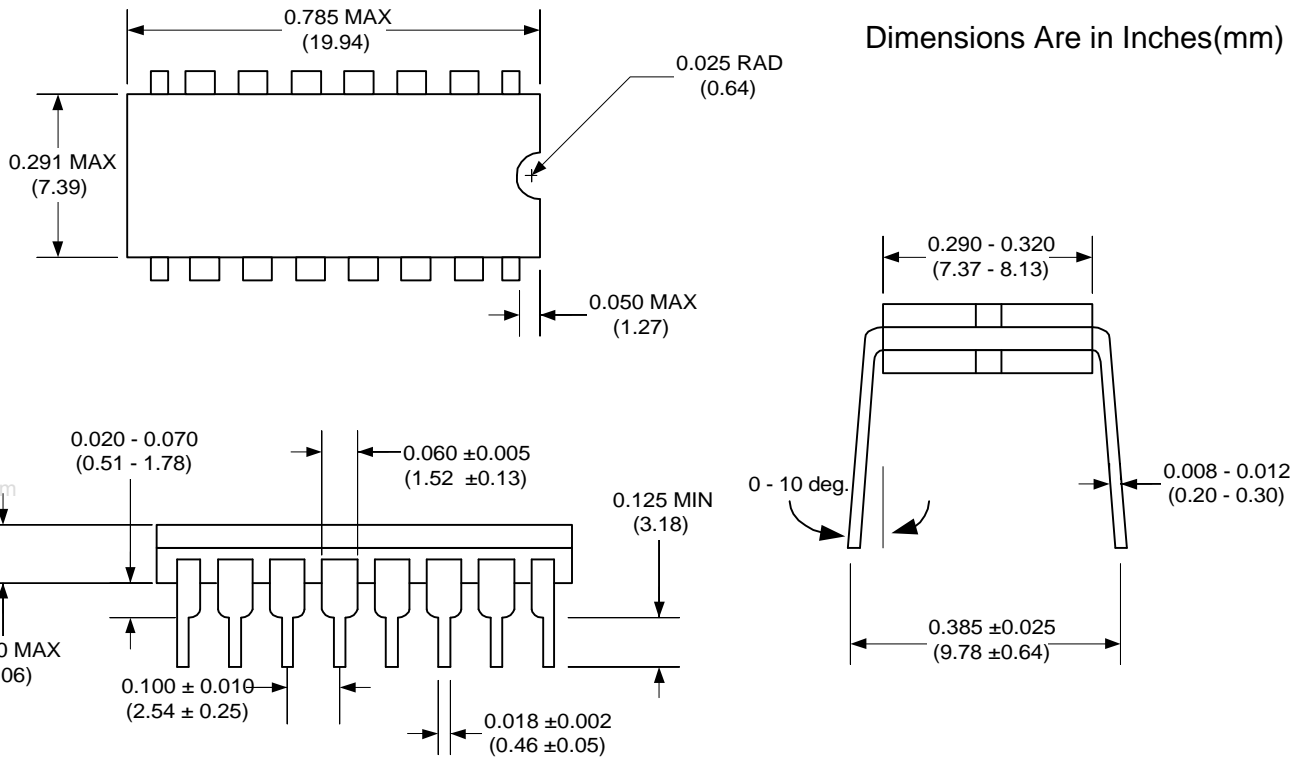 0.785 MAX
(19.94)
Dimensions Are in Inches(mm)
0.025 RAD
(0.64)
0.291 MAX
(7.39)
0.050 MAX
(1.27)
0.290 - 0.320
(7.37 - 8.13)
0.020 - 0.070
(0.51 - 1.78)
0.060 ±0.005
(1.52 ±0.13)
0.125 MIN
(3.18)
0 - 10 deg.
0.008 - 0.012
(0.20 - 0.30)
MAX
0.100 ± 0.010
(2.54 ± 0.25)
0.018 ±0.002
(0.46 ±0.05)
0.385 ±0.025
(9.78 ±0.64)